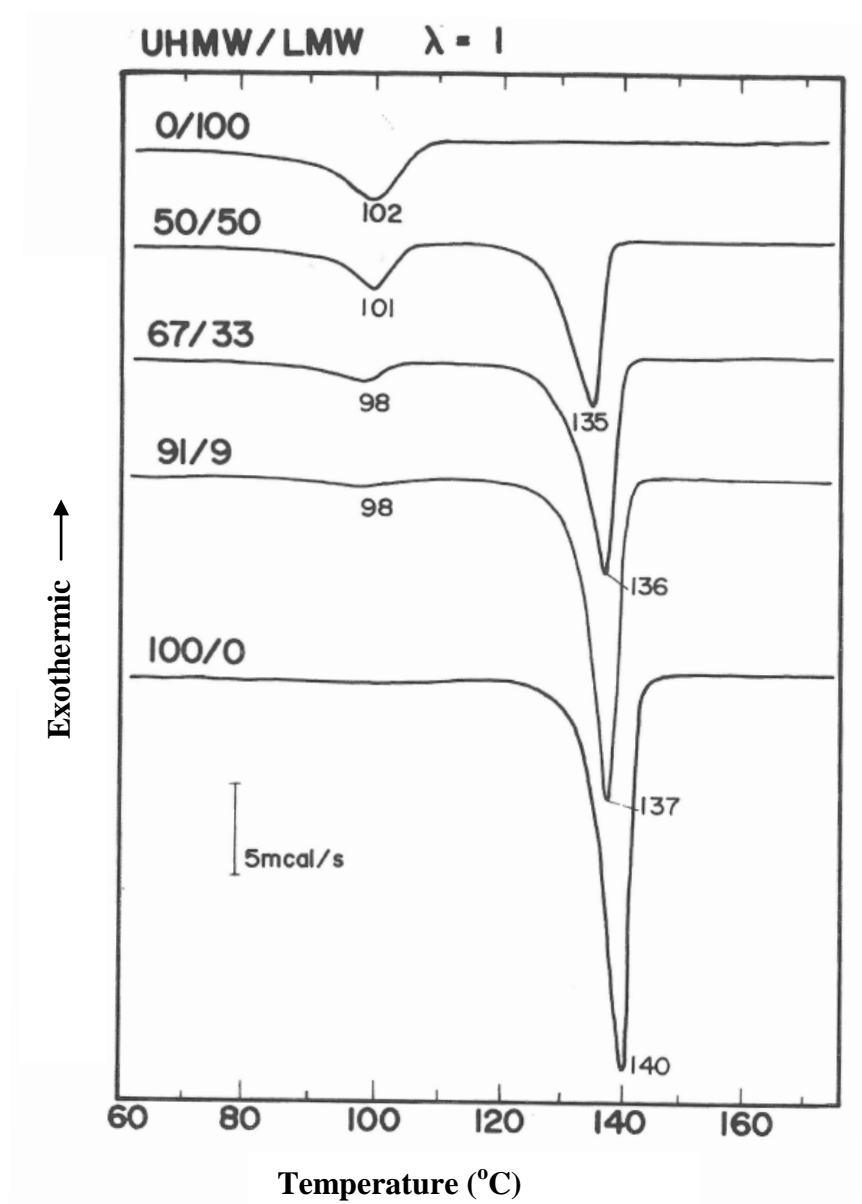 UHMW/LMW λ = 1
0/100
102
50/50
101
67/33
98
135
91/9
98
136
Exothermic →
100/0
137
5mcal/s
140
60 80 100 120 140 160
Temperature (°C)